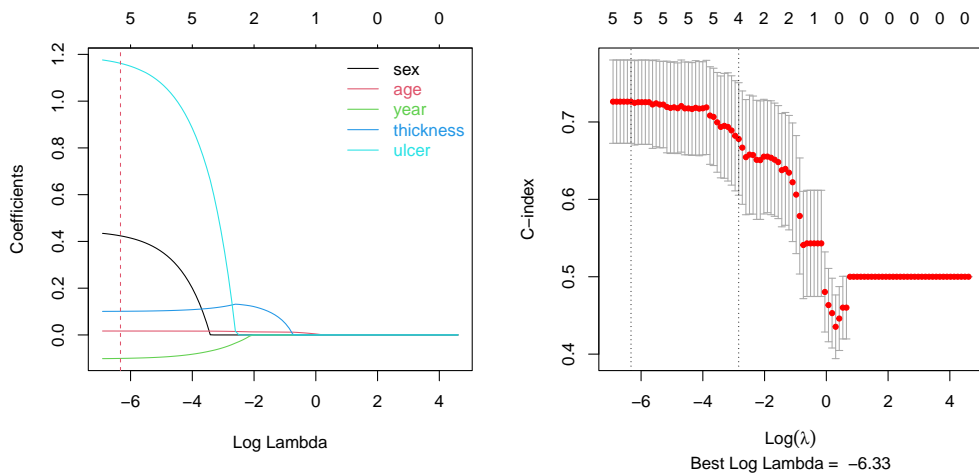 5 5 2 1 0 0
Coefficients
1.2
1.0
0.8
0.6
0.4
0.2
0.0
sex
age
year
thickness
ulcer
−6 −4 −2 0 2 4
Log Lambda
5 5 5 5 5 4 2 2 1 0 0 0 0 0
C−index
0.7
0.6
0.5
0.4
−6 −4 −2 0 2 4
Log(λ)
Best Log Lambda = −6.33